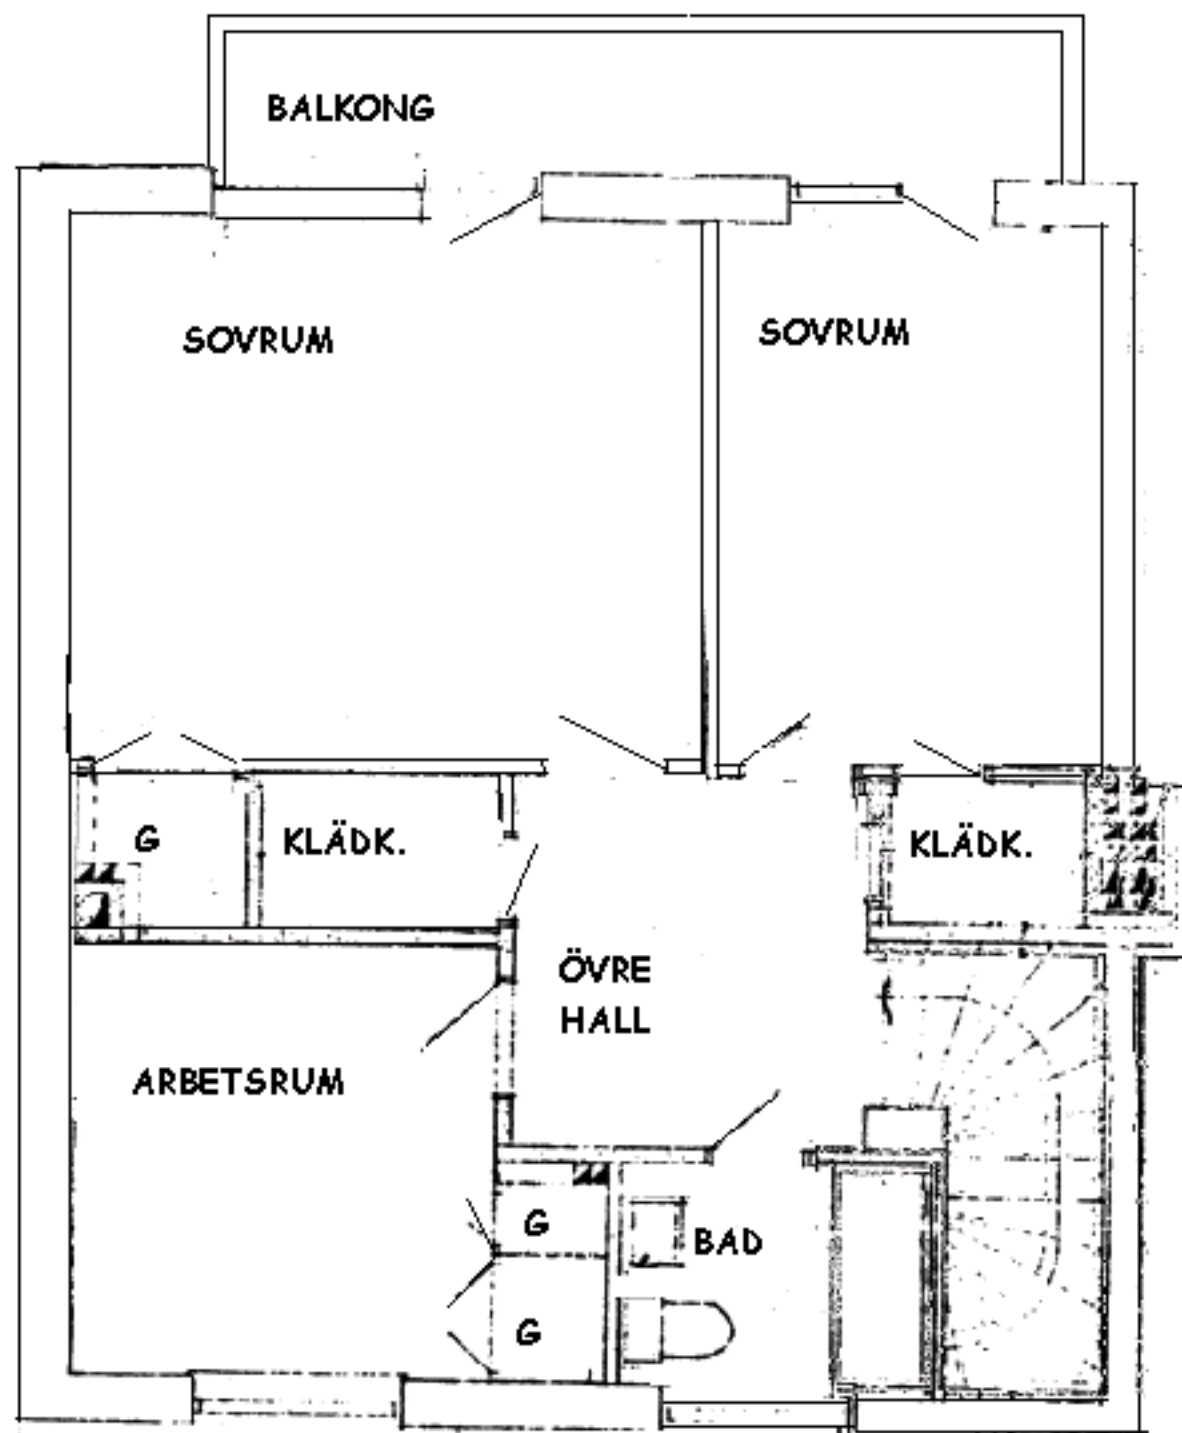 BALKONG
SOVRUM
SOVRUM
G
KLÄDK.
KLÄDK.
ÖVRE
HALL
ARBETSRUM
G
BAD
G